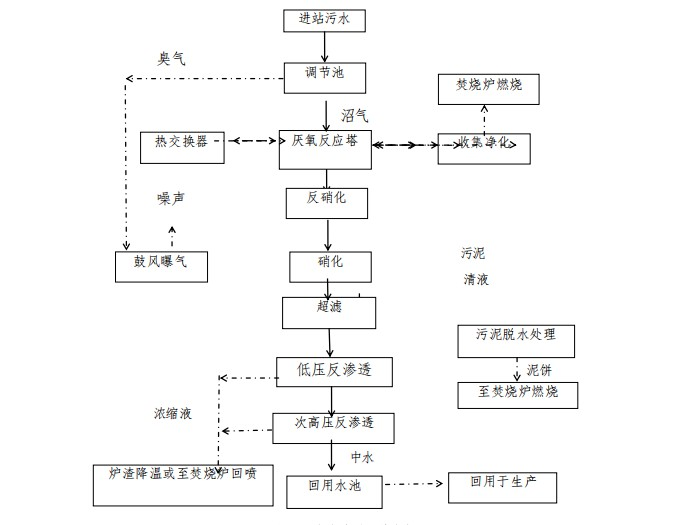 进站污水
臭气
调节池
焚烧炉燃烧
沼气
热交换器
厌氧反应塔
收集净化
反硝化
噪声
鼓风曝气
硝化
污泥
清液
超滤
污泥脱水处理
低压反渗透
泥饼
至焚烧炉燃烧
浓缩液
次高压反渗透
中水
炉渣降温或至焚烧炉回喷
回用水池
回用于生产